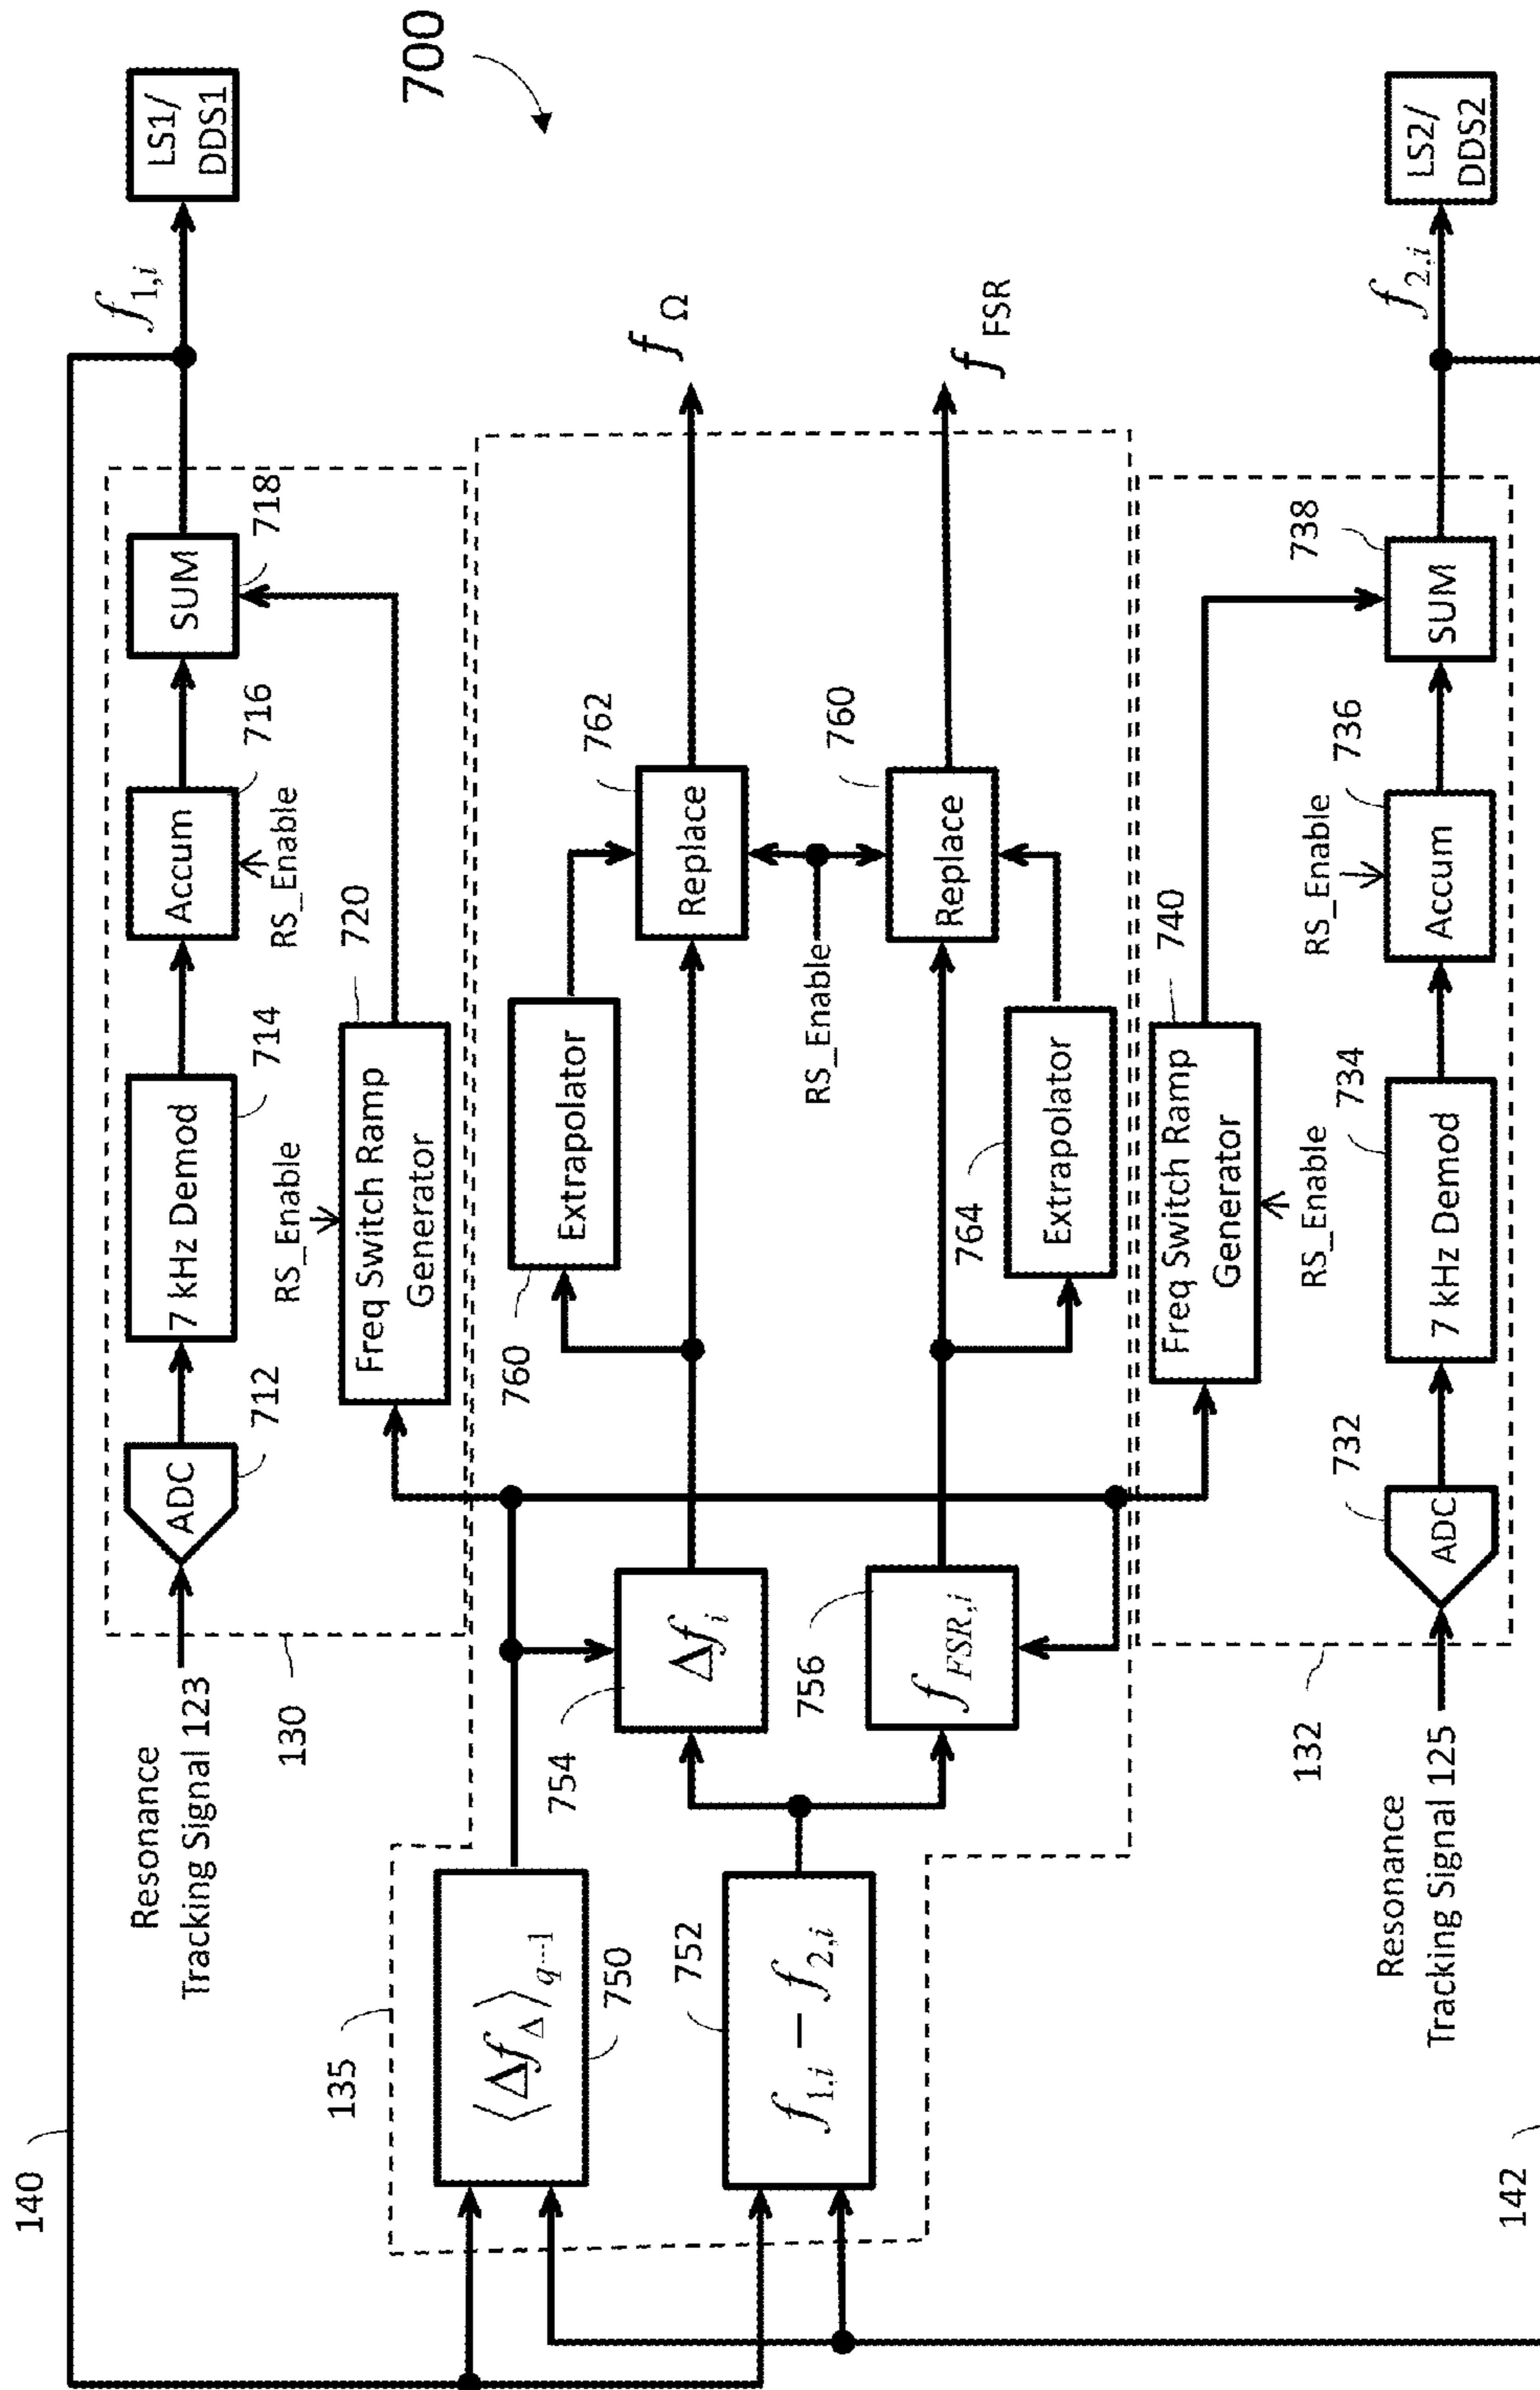 140
Resonance
Tracking Signal 123
130
ADC
712
7 kHz Demod
714
Accum
716
RS_Enable
SUM
718
f1,i
LS1/
DDS1
700
RS_Enable
Freq Switch Ramp
Generator
720
135
⟨Δf Δ⟩q-1
750
752
f1,i − f2,i
754
Δfi
756
fFSR,i
760
Extrapolator
762
Replace
f Ω
RS_Enable
764
Extrapolator
760
Replace
f FSR
Freq Switch Ramp
Generator
740
RS_Enable
132
Resonance
Tracking Signal 125
732
ADC
7 kHz Demod
734
RS_Enable
Accum
736
SUM
738
f2,i
LS2/
DDS2
142